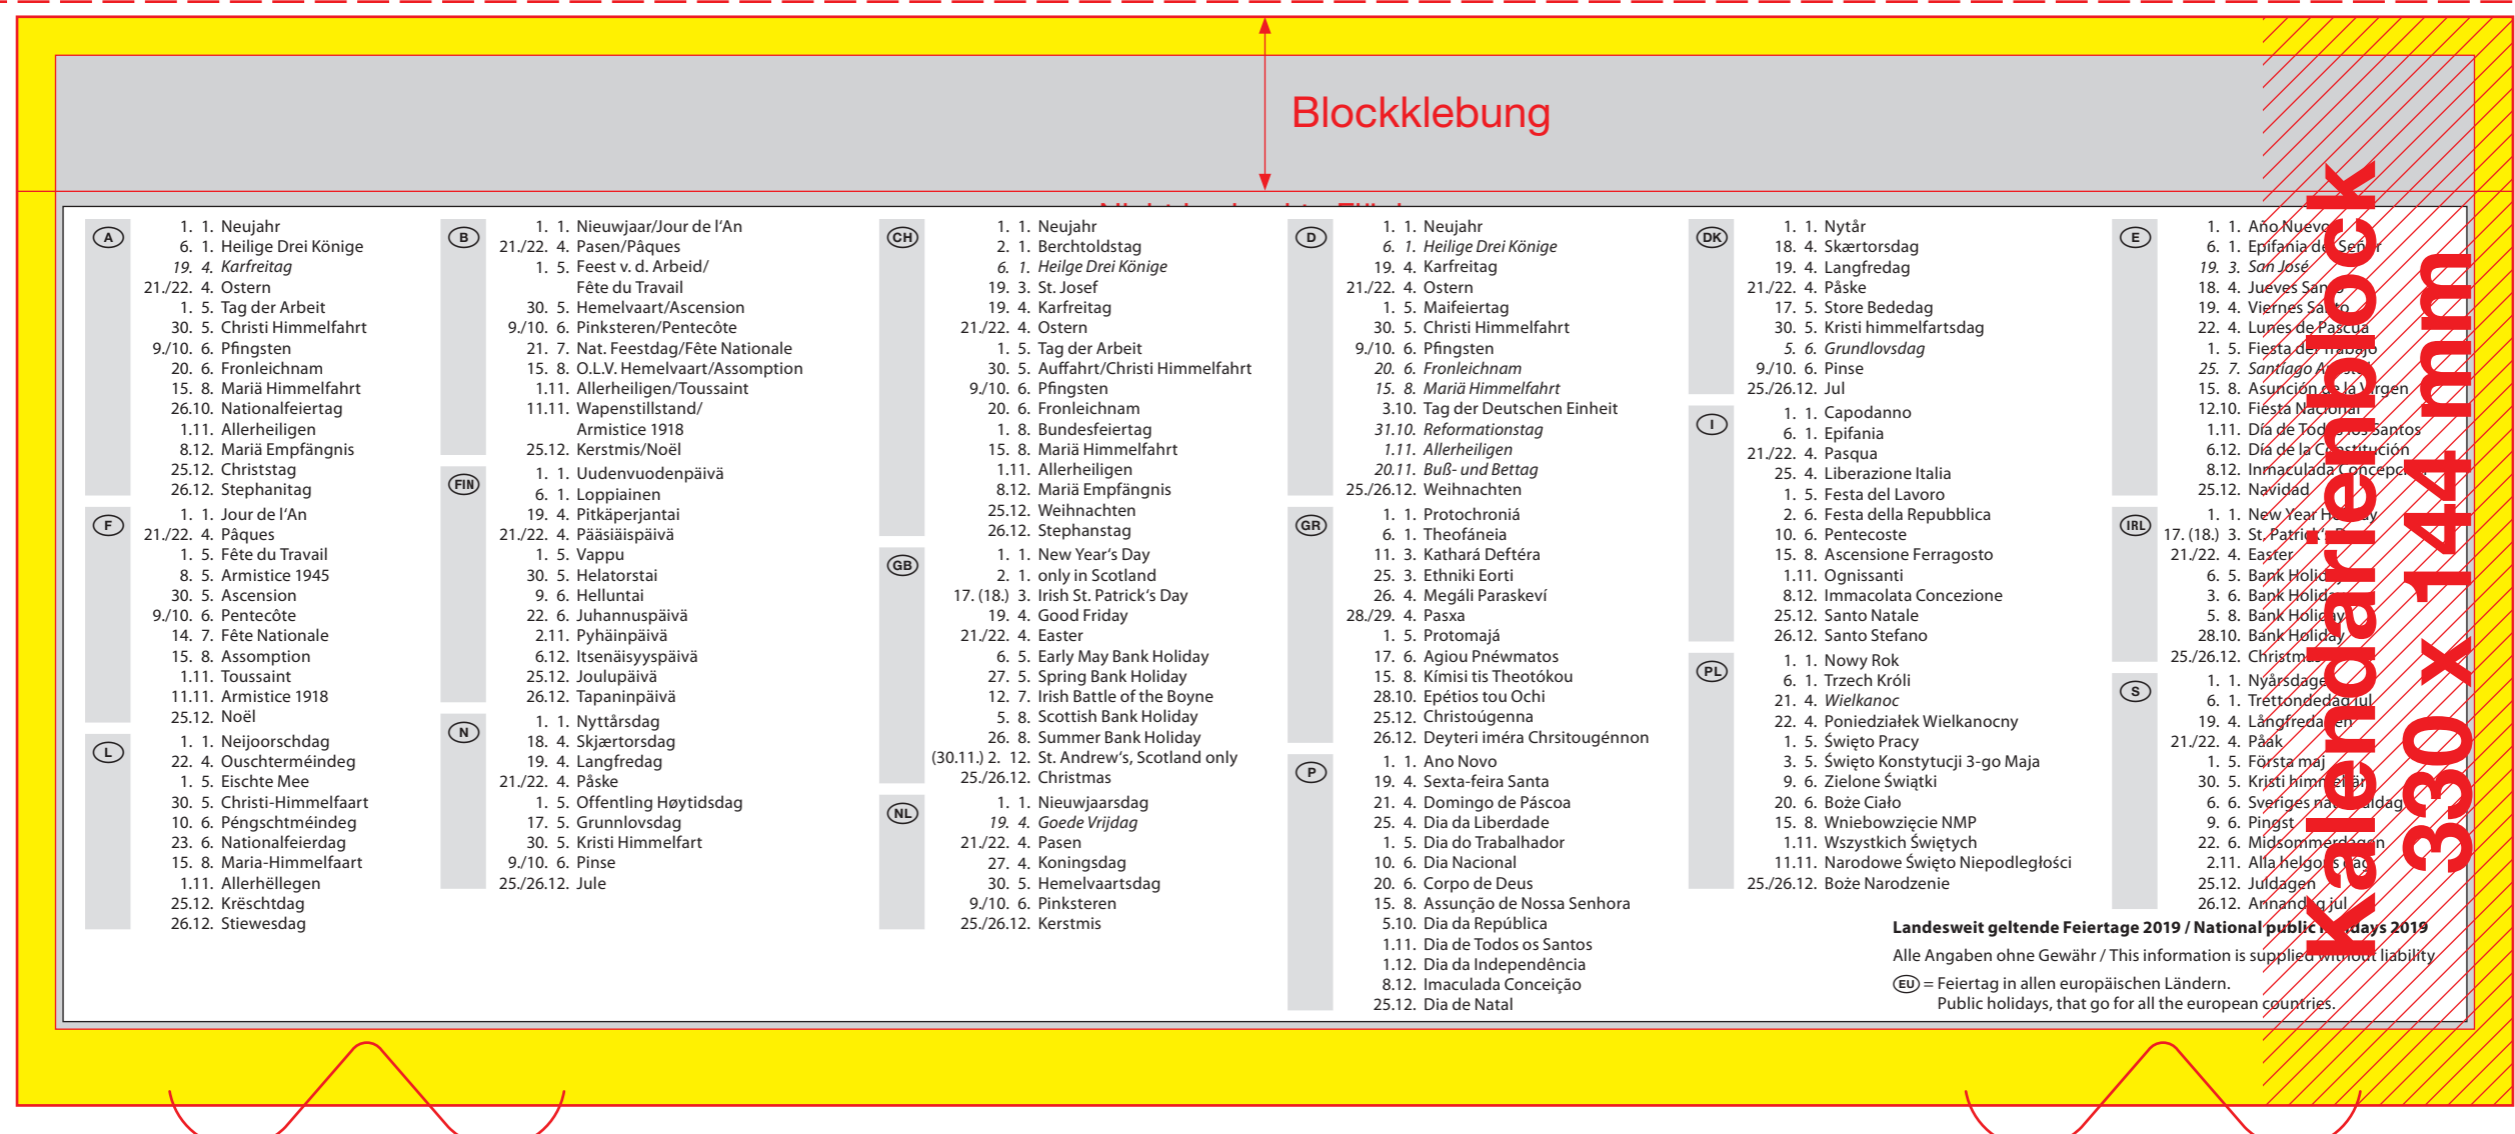 Blockklebung
A
1. 1. Neujahr
6. 1. Heilige Drei Könige
19. 4. Karfreitag
21./22. 4. Ostern
1. 5. Tag der Arbeit
30. 5. Christi Himmelfahrt
9./10. 6. Pfingsten
20. 6. Fronleichnam
15. 8. Mariä Himmelfahrt
26.10. Nationalfeiertag
1.11. Allerheiligen
8.12. Mariä Empfängnis
25.12. Christstag
26.12. Stephanitag
F
1. 1. Jour de l'An
21./22. 4. Pâques
1. 5. Fête du Travail
8. 5. Armistice 1945
30. 5. Ascension
9./10. 6. Pentecôte
14. 7. Fête Nationale
15. 8. Assomption
1.11. Toussaint
11.11. Armistice 1918
25.12. Noël
L
1. 1. Neijoorschdag
22. 4. Ouschterméindeg
1. 5. Eischte Mee
30. 5. Christi-Himmelfaart
10. 6. Péngschtméindeg
23. 6. Nationalfeierdag
15. 8. Maria-Himmelfaart
1.11. Allerhëllegen
25.12. Krëschtdag
26.12. Stiewesdag
B
1. 1. Nieuwjaar/Jour de l'An
21./22. 4. Pasen/Pâques
1. 5. Feest v. d. Arbeid/
Fête du Travail
30. 5. Hemelvaart/Ascension
9./10. 6. Pinksteren/Pentecôte
21. 7. Nat. Feestdag/Fête Nationale
15. 8. O.L.V. Hemelvaart/Assomption
1.11. Allerheiligen/Toussaint
11.11. Wapenstillstand/
Armistice 1918
25.12. Kerstmis/Noël
FIN
1. 1. Uudenvuodenpäivä
6. 1. Loppiainen
19. 4. Pitkäperjantai
21./22. 4. Pääsiäispäivä
1. 5. Vappu
30. 5. Helatorstai
9. 6. Helluntai
22. 6. Juhannuspäivä
2.11. Pyhäinpäivä
6.12. Itsenäisyyspäivä
25.12. Joulupäivä
26.12. Tapaninpäivä
N
1. 1. Nyttårsdag
18. 4. Skjærtorsdag
19. 4. Langfredag
21./22. 4. Påske
1. 5. Offentling Høytidsdag
17. 5. Grunnlovsdag
30. 5. Kristi Himmelfart
9./10. 6. Pinse
25./26.12. Jule
CH
1. 1. Neujahr
2. 1. Berchtoldstag
6. 1. Heilge Drei Könige
19. 3. St. Josef
19. 4. Karfreitag
21./22. 4. Ostern
1. 5. Tag der Arbeit
30. 5. Auffahrt/Christi Himmelfahrt
9./10. 6. Pfingsten
20. 6. Fronleichnam
1. 8. Bundesfeiertag
15. 8. Mariä Himmelfahrt
1.11. Allerheiligen
8.12. Mariä Empfängnis
25.12. Weihnachten
26.12. Stephanstag
GB
1. 1. New Year's Day
2. 1. only in Scotland
17. (18.) 3. Irish St. Patrick's Day
19. 4. Good Friday
21./22. 4. Easter
6. 5. Early May Bank Holiday
27. 5. Spring Bank Holiday
12. 7. Irish Battle of the Boyne
5. 8. Scottish Bank Holiday
26. 8. Summer Bank Holiday
(30.11.) 2. 12. St. Andrew's, Scotland only
25./26.12. Christmas
NL
1. 1. Nieuwjaarsdag
19. 4. Goede Vrijdag
21./22. 4. Pasen
27. 4. Koningsdag
30. 5. Hemelvaartsdag
9./10. 6. Pinksteren
25./26.12. Kerstmis
D
1. 1. Neujahr
6. 1. Heilige Drei Könige
19. 4. Karfreitag
21./22. 4. Ostern
1. 5. Maifeiertag
30. 5. Christi Himmelfahrt
9./10. 6. Pfingsten
20. 6. Fronleichnam
15. 8. Mariä Himmelfahrt
3.10. Tag der Deutschen Einheit
31.10. Reformationstag
1.11. Allerheiligen
20.11. Buß- und Bettag
25./26.12. Weihnachten
GR
1. 1. Protochroniá
6. 1. Theofáneia
11. 3. Kathará Deftéra
25. 3. Ethniki Eorti
26. 4. Megáli Paraskeví
28./29. 4. Pasxa
1. 5. Protomajá
17. 6. Agiou Pnéwmatos
15. 8. Kímisi tis Theotókou
28.10. Epétios tou Ochi
25.12. Christoúgenna
26.12. Deyteri iméra Chrsitougénnon
P
1. 1. Ano Novo
19. 4. Sexta-feira Santa
21. 4. Domingo de Páscoa
25. 4. Dia da Liberdade
1. 5. Dia do Trabalhador
10. 6. Dia Nacional
20. 6. Corpo de Deus
15. 8. Assunção de Nossa Senhora
5.10. Dia da República
1.11. Dia de Todos os Santos
1.12. Dia da Independência
8.12. Imaculada Conceição
25.12. Dia de Natal
DK
1. 1. Nytår
18. 4. Skærtorsdag
19. 4. Langfredag
21./22. 4. Påske
17. 5. Store Bededag
30. 5. Kristi himmelfartsdag
5. 6. Grundlovsdag
9./10. 6. Pinse
25./26.12. Jul
I
1. 1. Capodanno
6. 1. Epifania
21./22. 4. Pasqua
25. 4. Liberazione Italia
1. 5. Festa del Lavoro
2. 6. Festa della Repubblica
10. 6. Pentecoste
15. 8. Ascensione Ferragosto
1.11. Ognissanti
8.12. Immacolata Concezione
25.12. Santo Natale
26.12. Santo Stefano
PL
1. 1. Nowy Rok
6. 1. Trzech Króli
21. 4. Wielkanoc
22. 4. Poniedziałek Wielkanocny
1. 5. Święto Pracy
3. 5. Święto Konstytucji 3-go Maja
9. 6. Zielone Świątki
20. 6. Boże Ciało
15. 8. Wniebowzięcie NMP
1.11. Wszystkich Świętych
11.11. Narodowe Święto Niepodległości
25./26.12. Boże Narodzenie
E
1. 1. Año Nuevo
6. 1. Epifania del Señor
19. 3. San José
18. 4. Jueves Santo
19. 4. Viernes Santo
22. 4. Lunes de Pascua
1. 5. Fiesta del Trabajo
25. 7. Santiago
15. 8. Asunción de la Virgen
12.10. Fiesta Nacional
1.11. Día de Todos los Santos
6.12. Día de la Constitución
8.12. Inmaculada Concepción
25.12. Navidad
IRL
1. 1. New Year Holiday
17. (18.) 3. St. Patrick's
21./22. 4. Easter
6. 5. Bank Holiday
3. 6. Bank Holiday
5. 8. Bank Holiday
28.10. Bank Holiday
25./26.12. Christmas
S
1. 1. Nyårsdagen
6. 1. Trettondedag jul
19. 4. Långfredagen
21./22. 4. Påsk
1. 5. Första maj
30. 5. Kristi
6. 6. Sveriges nationaldag
9. 6. Pingst
22. 6. Midsommerdagen
2.11. Alla helgons dag
25.12. Juldagen
26.12. Annandag jul
Landesweit geltende Feiertage 2019 / National public holidays 2019
Alle Angaben ohne Gewähr / This information is supplied without liability
EU = Feiertag in allen europäischen Ländern.
Public holidays, that go for all the european countries.
Kalendarienblock
330 x 144 mm